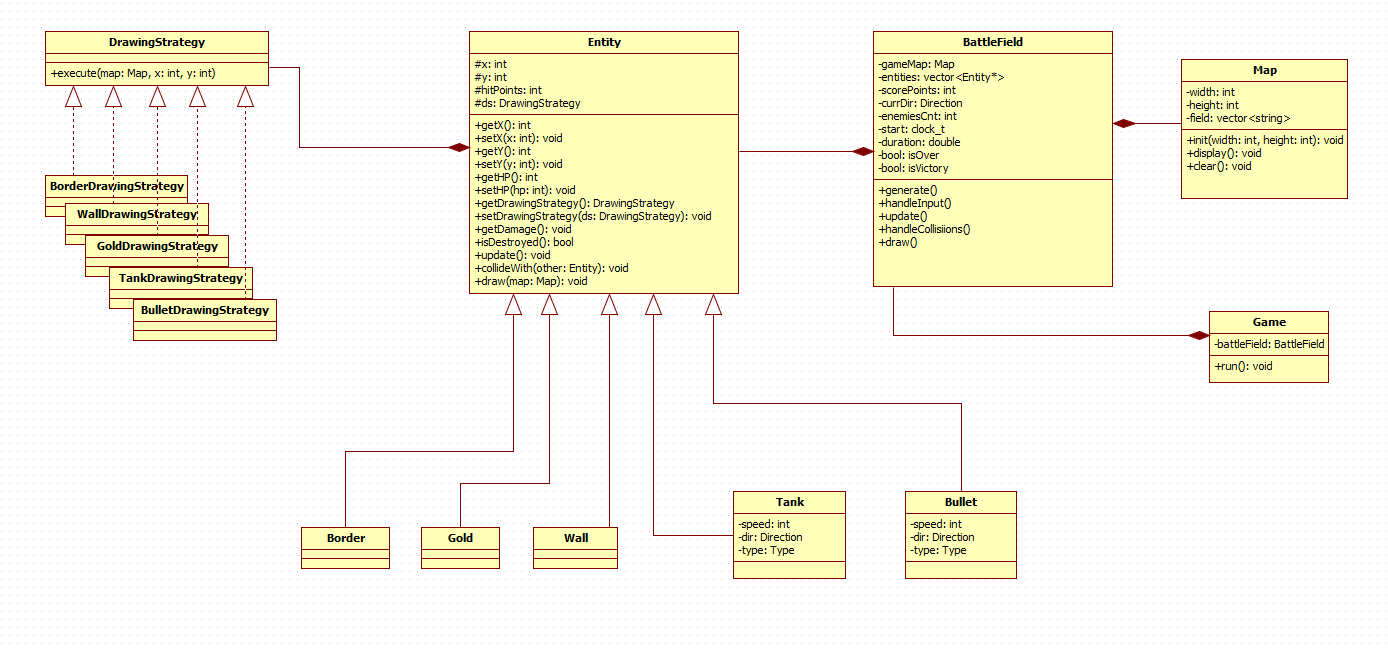 DrawingStrategy
+execute(map: Map, x: int, y: int)
BorderDrawingStrategy
WallDrawingStrategy
GoldDrawingStrategy
TankDrawingStrategy
BulletDrawingStrategy
Entity
#x: int
#y: int
#hitPoints: int
#ds: DrawingStrategy
+getX(): int
+setX(x: int): void
+getY(): int
+setY(y: int): void
+getHP(): int
+setHP(hp: int): void
+getDrawingStrategy(): DrawingStrategy
+setDrawingStrategy(ds: DrawingStrategy): void
+getDamage(): void
+isDestroyed(): bool
+update(): void
+collideWith(other: Entity): void
+draw(map: Map): void
BattleField
-gameMap: Map
-entities: vector<Entity*>
-scorePoints: int
-currDir: Direction
-enemiesCnt: int
-start: clock_t
-duration: double
-bool: isOver
-bool: isVictory
+generate()
+handleInput()
+update()
+handleCollisiions()
+draw()
Map
-width: int
-height: int
-field: vector<string>
+init(width: int, height: int): void
+display(): void
+clear(): void
Game
-battleField: BattleField
+run(): void
Border
Gold
Wall
Tank
-speed: int
-dir: Direction
-type: Type
Bullet
-speed: int
-dir: Direction
-type: Type